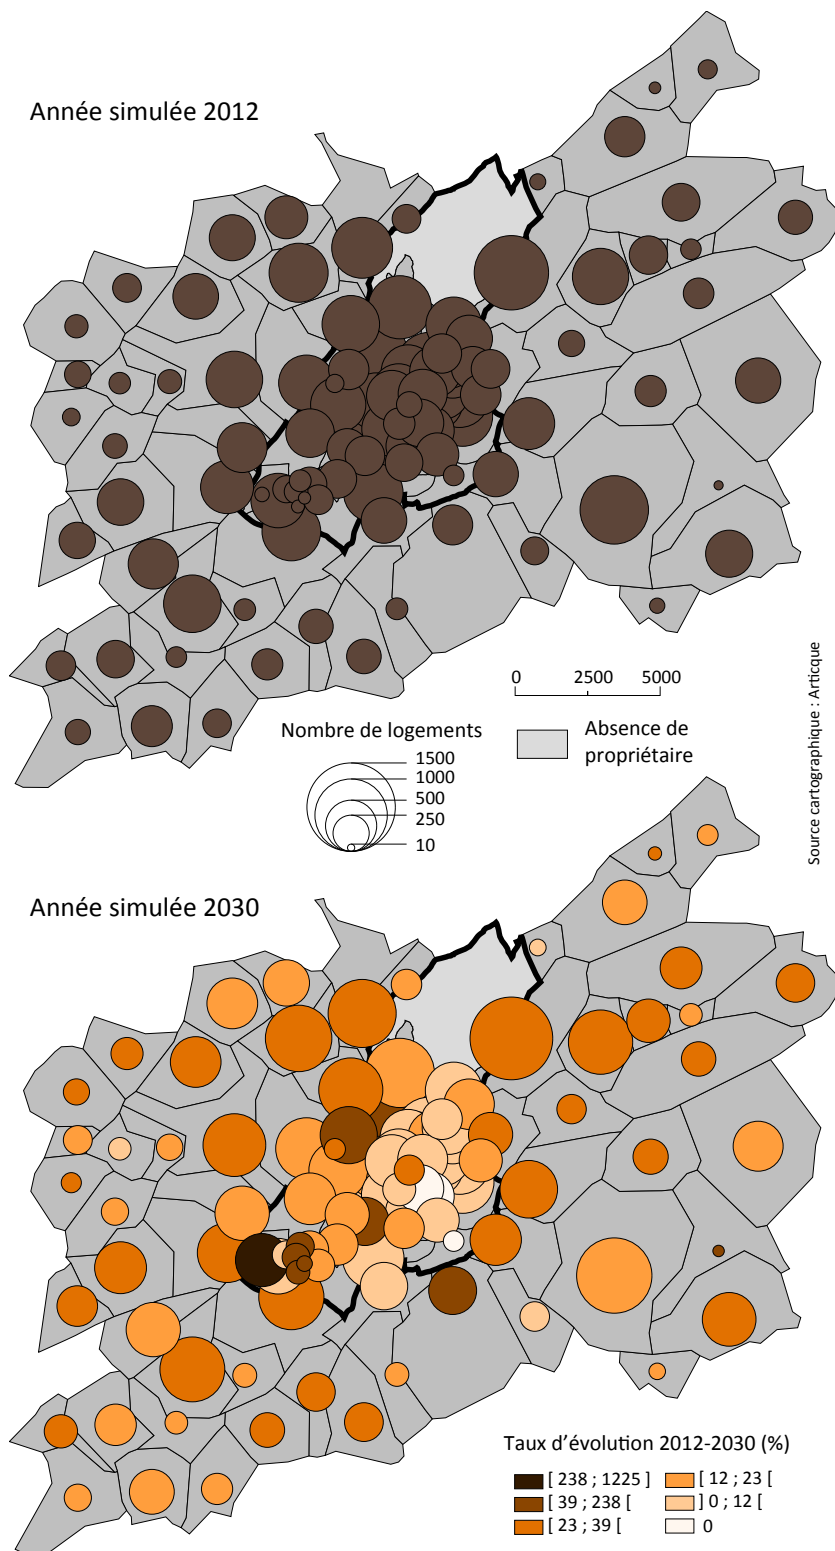 Année simulée 2012
0 2500 5000
Nombre de logements
1500
1000
500
250
10
Absence de
propriétaire
Source cartographique : Articque
Année simulée 2030
Taux d’évolution 2012-2030 (%)
[ 238 ; 1225 ]
[ 39 ; 238 [
[ 23 ; 39 [
[ 12 ; 23 [
] 0 ; 12 [
0